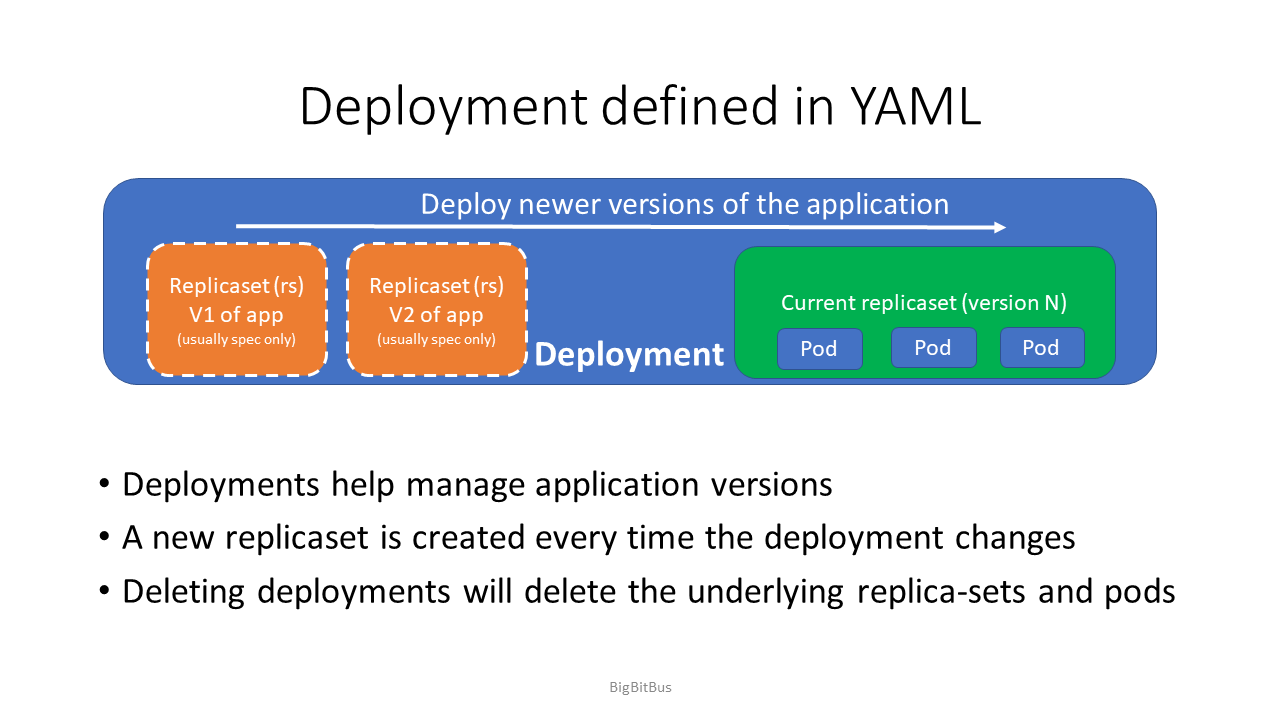 Deployment defined in YAML
Deploy newer versions of the application
Replicaset (rs)
V1 of app
(usually spec only)
Replicaset (rs)
V2 of app
(usually spec only)
Deployment
Current replicaset (version N)
Pod
Pod
Pod
• Deployments help manage application versions
• A new replicaset is created every time the deployment changes
• Deleting deployments will delete the underlying replica-sets and pods
BigBitBus